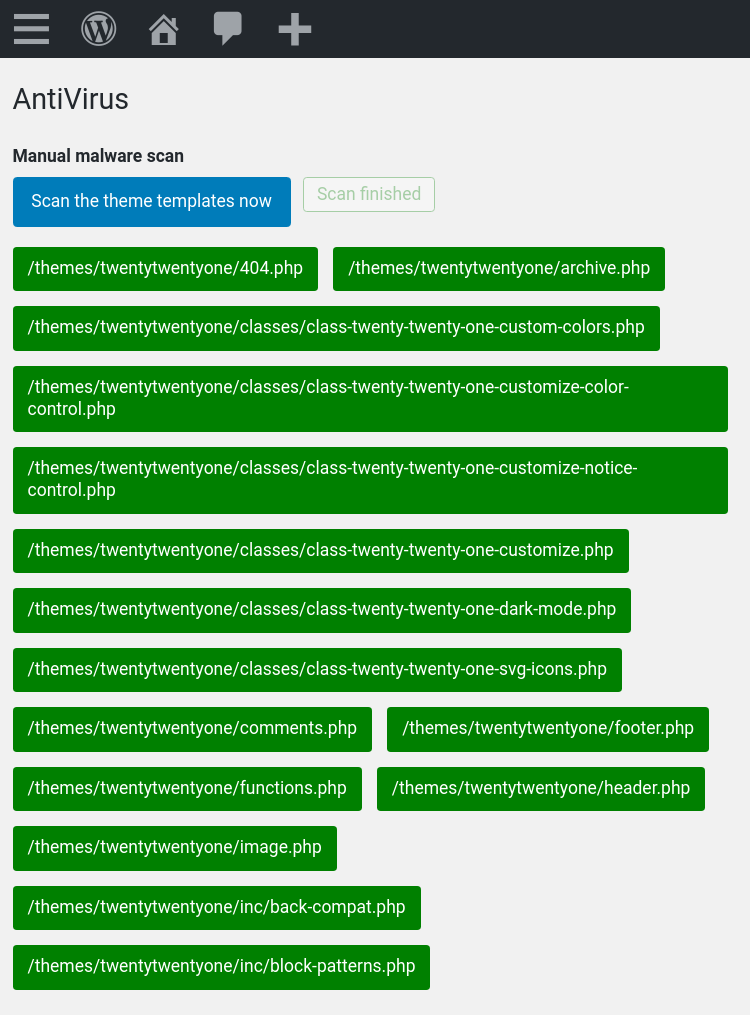 AntiVirus
Manual malware scan
Scan the theme templates now
Scan finished
/themes/twentytwentyone/404.php
/themes/twentytwentyone/archive.php
/themes/twentytwentyone/classes/class-twenty-twenty-one-custom-colors.php
/themes/twentytwentyone/classes/class-twenty-twenty-one-customize-color-
control.php
/themes/twentytwentyone/classes/class-twenty-twenty-one-customize-notice-
control.php
/themes/twentytwentyone/classes/class-twenty-twenty-one-customize.php
/themes/twentytwentyone/classes/class-twenty-twenty-one-dark-mode.php
/themes/twentytwentyone/classes/class-twenty-twenty-one-svg-icons.php
/themes/twentytwentyone/comments.php
/themes/twentytwentyone/footer.php
/themes/twentytwentyone/functions.php
/themes/twentytwentyone/header.php
/themes/twentytwentyone/image.php
/themes/twentytwentyone/inc/back-compat.php
/themes/twentytwentyone/inc/block-patterns.php